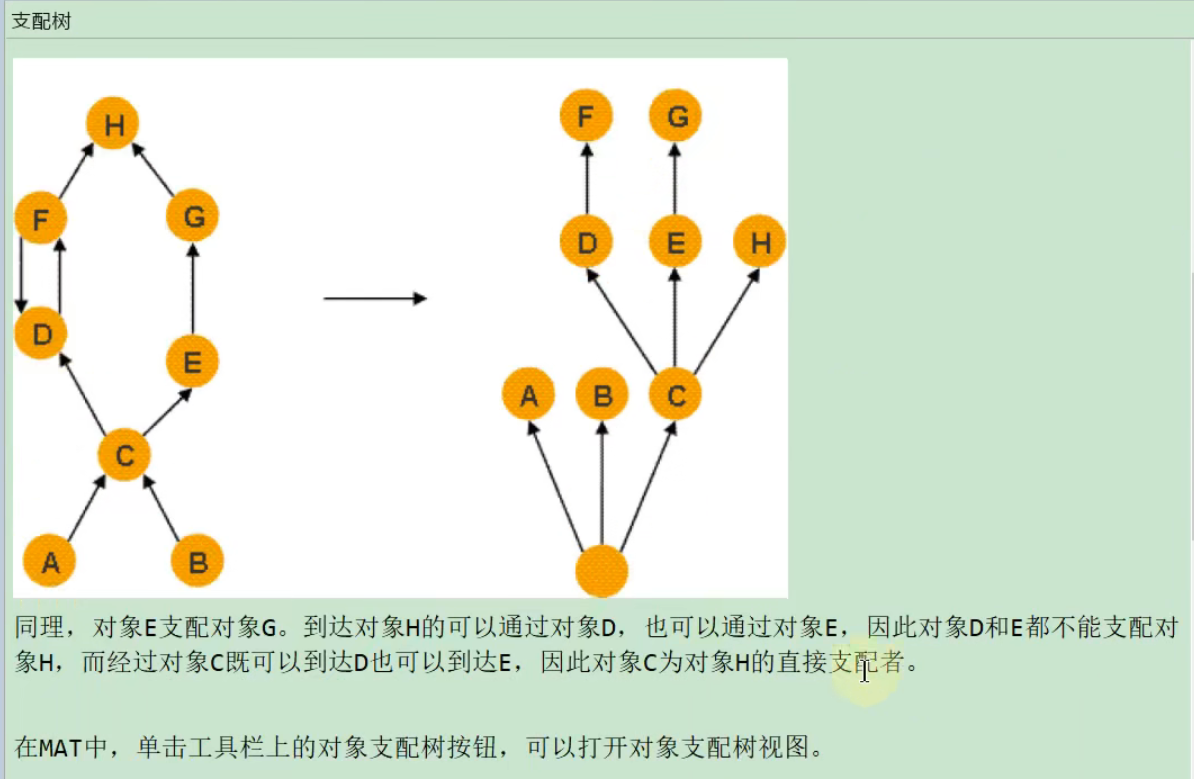 支配树
H
F G
F
G
D
E
H
D
E
A
B
C
C
A
B
同理，对象E支配对象G。到达对象H的可以通过对象D，也可以通过对象E，因此对象D和E都不能支配对
象H，而经过对象C既可以到达D也可以到达E，因此对象C为对象H的直接支配者。
在MAT中，单击工具栏上的对象支配树按钮，可以打开对象支配树视图。